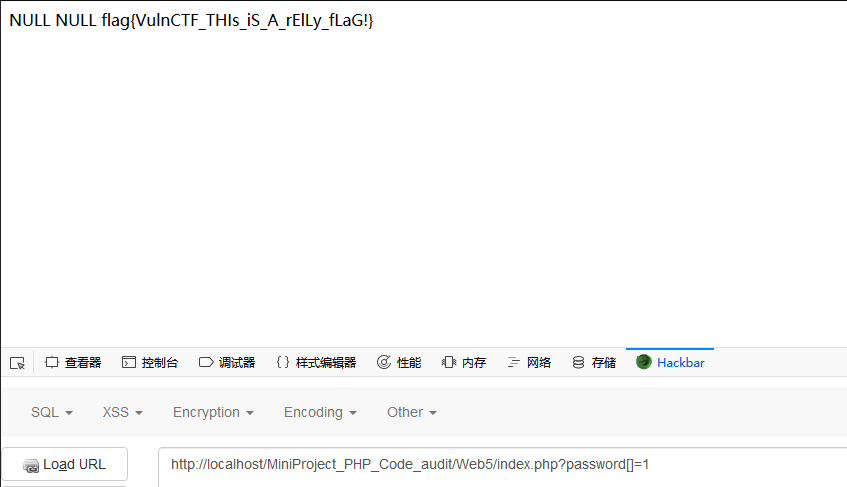 NULL NULL flag{VulnCTF_THIs_iS_A_rElLy_fLaG!}
查看器 控制台 调试器 { } 样式编辑器 性能 内存 网络 存储 Hackbar
SQL XSS Encryption Encoding Other
Load URL http://localhost/MiniProject_PHP_Code_audit/Web5/index.php?password[]=1